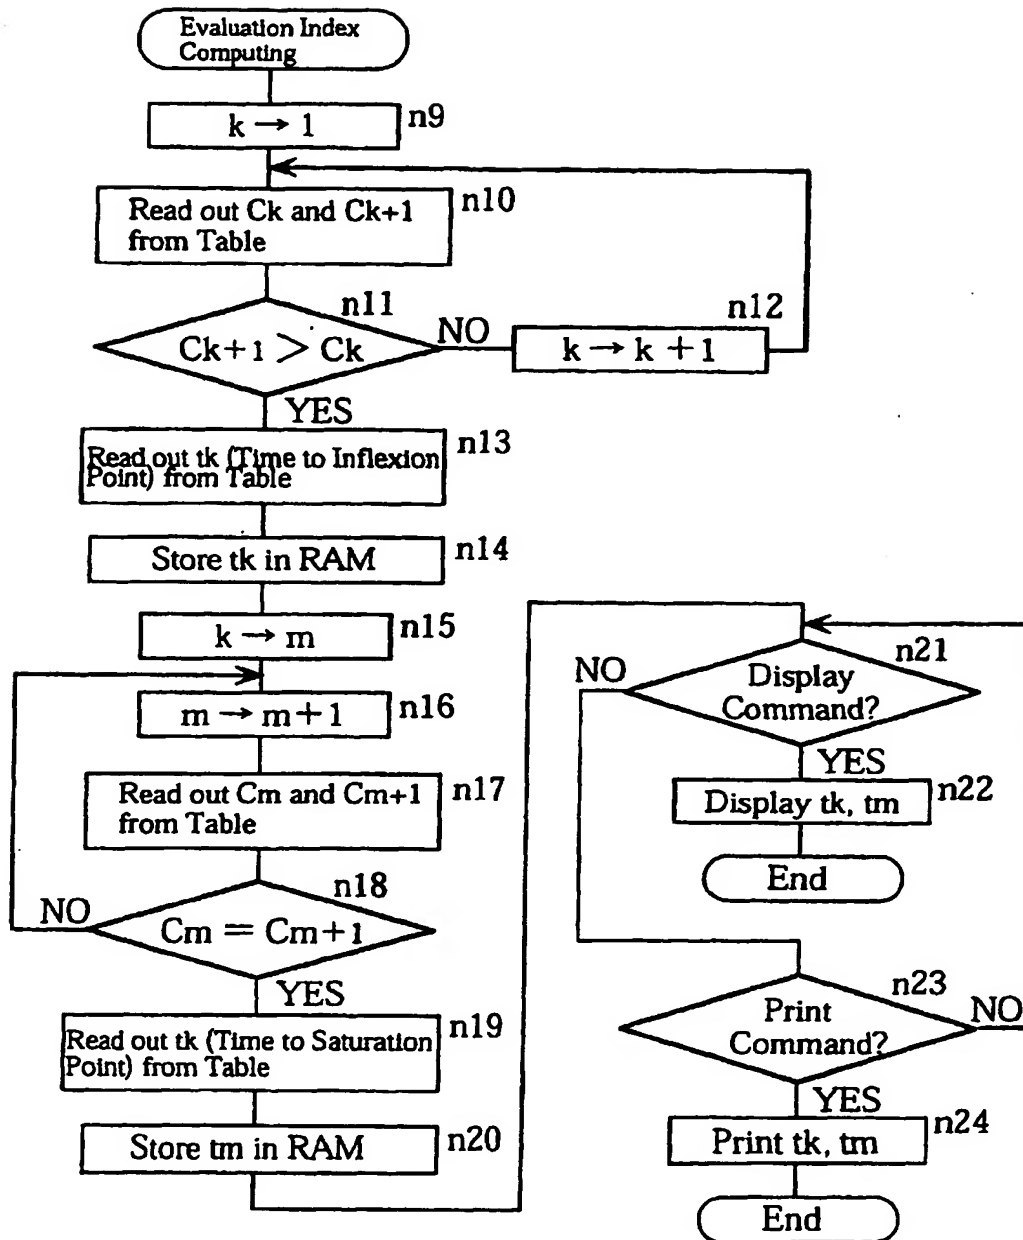 Evaluation Index
Computing
k → 1
n9
Read out Ck and Ck+1
from Table
n10
n11
Ck+1 > Ck
NO
n12
k → k + 1
YES
Read out tk (Time to Inflexion
Point) from Table
n13
Store tk in RAM
n14
k → m
n15
m → m+1
n16
Read out Cm and Cm+1
from Table
n17
n18
Cm = Cm+1
NO
YES
Read out tk (Time to Saturation
Point) from Table
n19
Store tm in RAM
n20
n21
NO
Display
Command?
YES
Display tk, tm
n22
End
n23
Print
Command?
NO
YES
Print tk, tm
n24
End